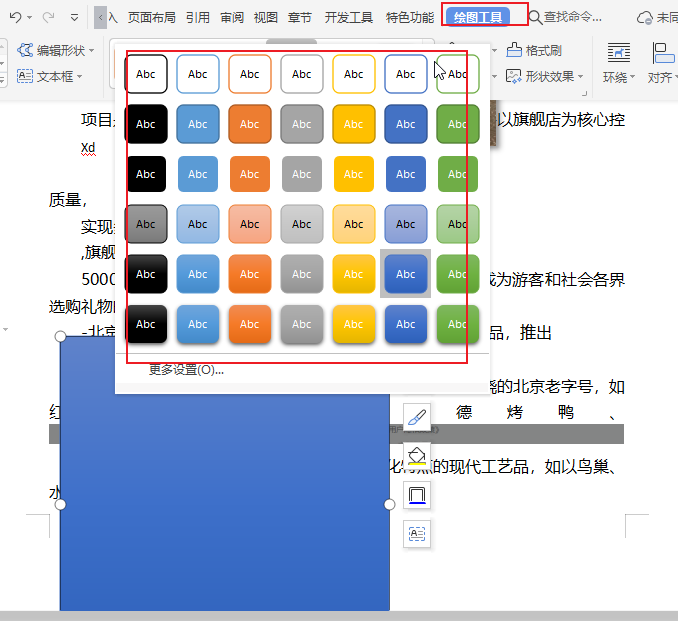 入 页面布局 引用 审阅 视图 章节 开发工具 特色功能 绘图工具 查找命令... 未同
编辑形状 格式刷
文本框 形状效果 环绕 对齐
Abc Abc Abc Abc Abc Abc Abc
Abc Abc Abc Abc Abc Abc Abc
Abc Abc Abc Abc Abc Abc Abc
Abc Abc Abc Abc Abc Abc Abc
Abc Abc Abc Abc Abc Abc Abc
Abc Abc Abc Abc Abc Abc Abc
更多设置(O)...
项目 以旗舰店为核心控
Xd
质量，
实现
,旗舰
5000 成为游客和社会各界
选购礼物
-北京 品，推出
的北京老字号，如
红 德烤鸭、
的现代工艺品，如以鸟巢、
水